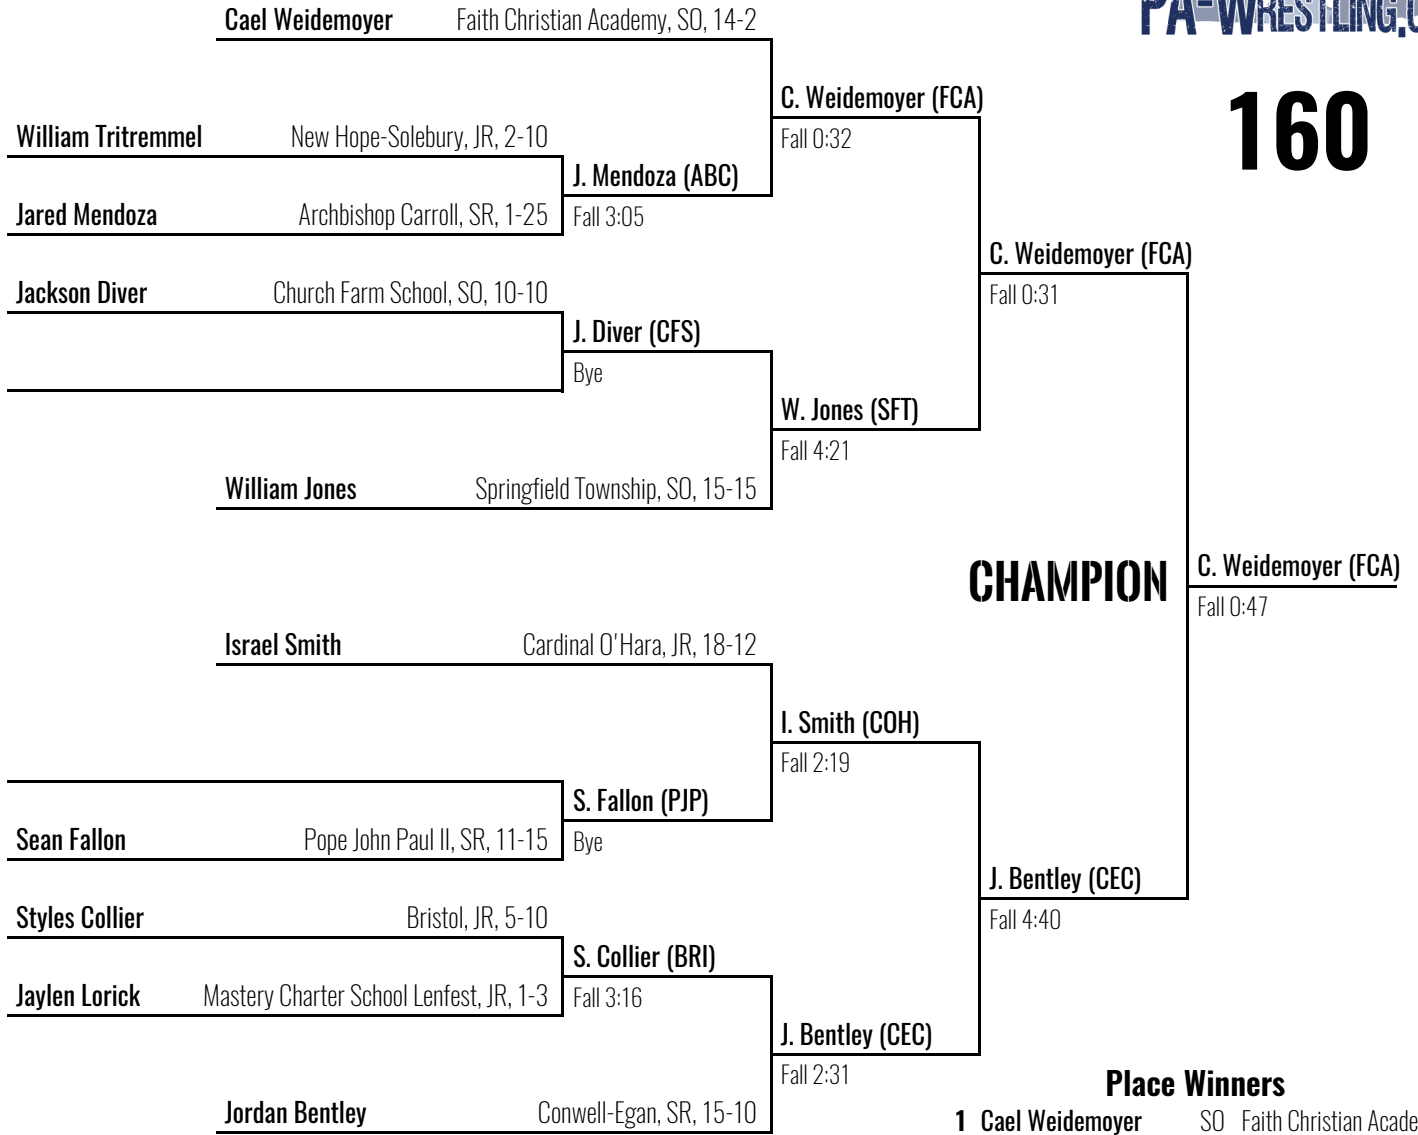 Cael Weidemoyer Faith Christian Academy, SO, 14-2
C. Weidemoyer (FCA)
160
William Tritremmel New Hope-Solebury, JR, 2-10
Fall 0:32
J. Mendoza (ABC)
Jared Mendoza Archbishop Carroll, SR, 1-25
Fall 3:05
C. Weidemoyer (FCA)
Jackson Diver Church Farm School, SO, 10-10
Fall 0:31
J. Diver (CFS)
Bye
W. Jones (SFT)
Fall 4:21
William Jones Springfield Township, SO, 15-15
CHAMPION
C. Weidemoyer (FCA)
Fall 0:47
Israel Smith Cardinal O'Hara, JR, 18-12
I. Smith (COH)
Fall 2:19
S. Fallon (PJP)
Sean Fallon Pope John Paul II, SR, 11-15
Bye
J. Bentley (CEC)
Styles Collier Bristol, JR, 5-10
Fall 4:40
S. Collier (BRI)
Jaylen Lorick Mastery Charter School Lenfest, JR, 1-3
Fall 3:16
J. Bentley (CEC)
Fall 2:31
Place Winners
Jordan Bentley Conwell-Egan, SR, 15-10
1 Cael Weidemoyer SO Faith Christian Acade